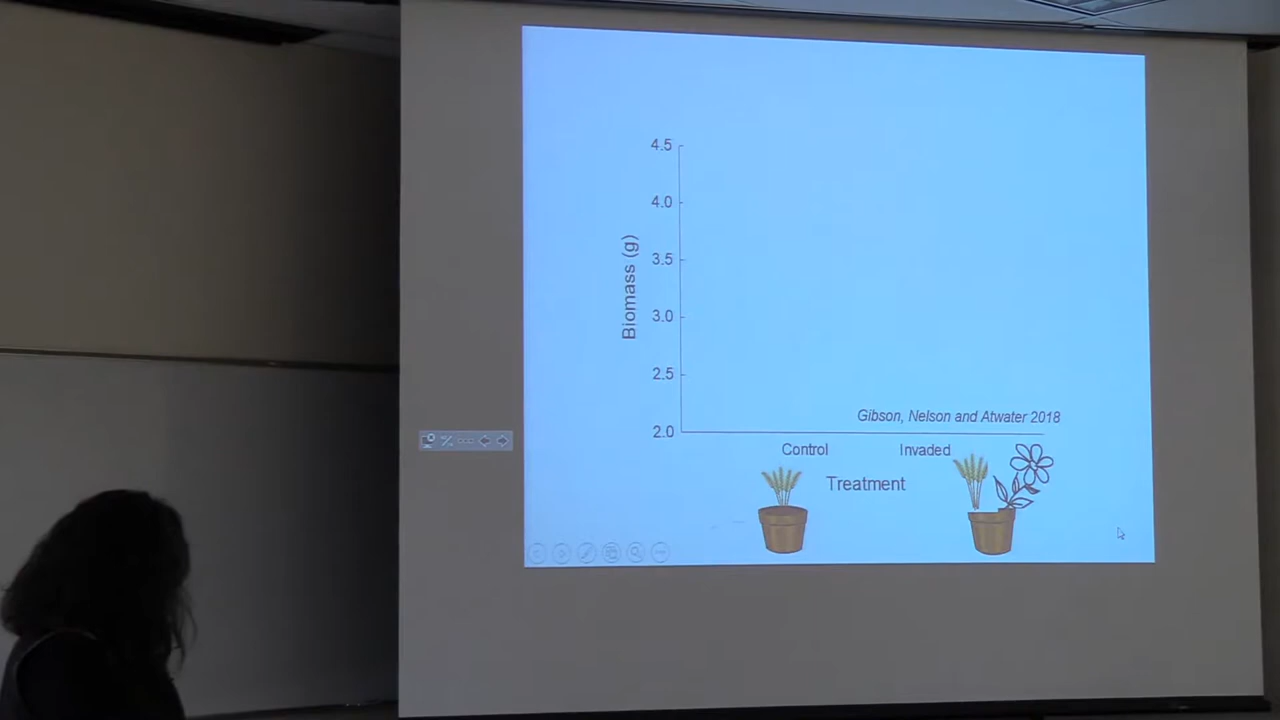 4.5
4.0
3.5
3.0
2.5
2.0
Biomass (g)
Gibson, Nelson and Atwater 2018
Control
Invaded
Treatment